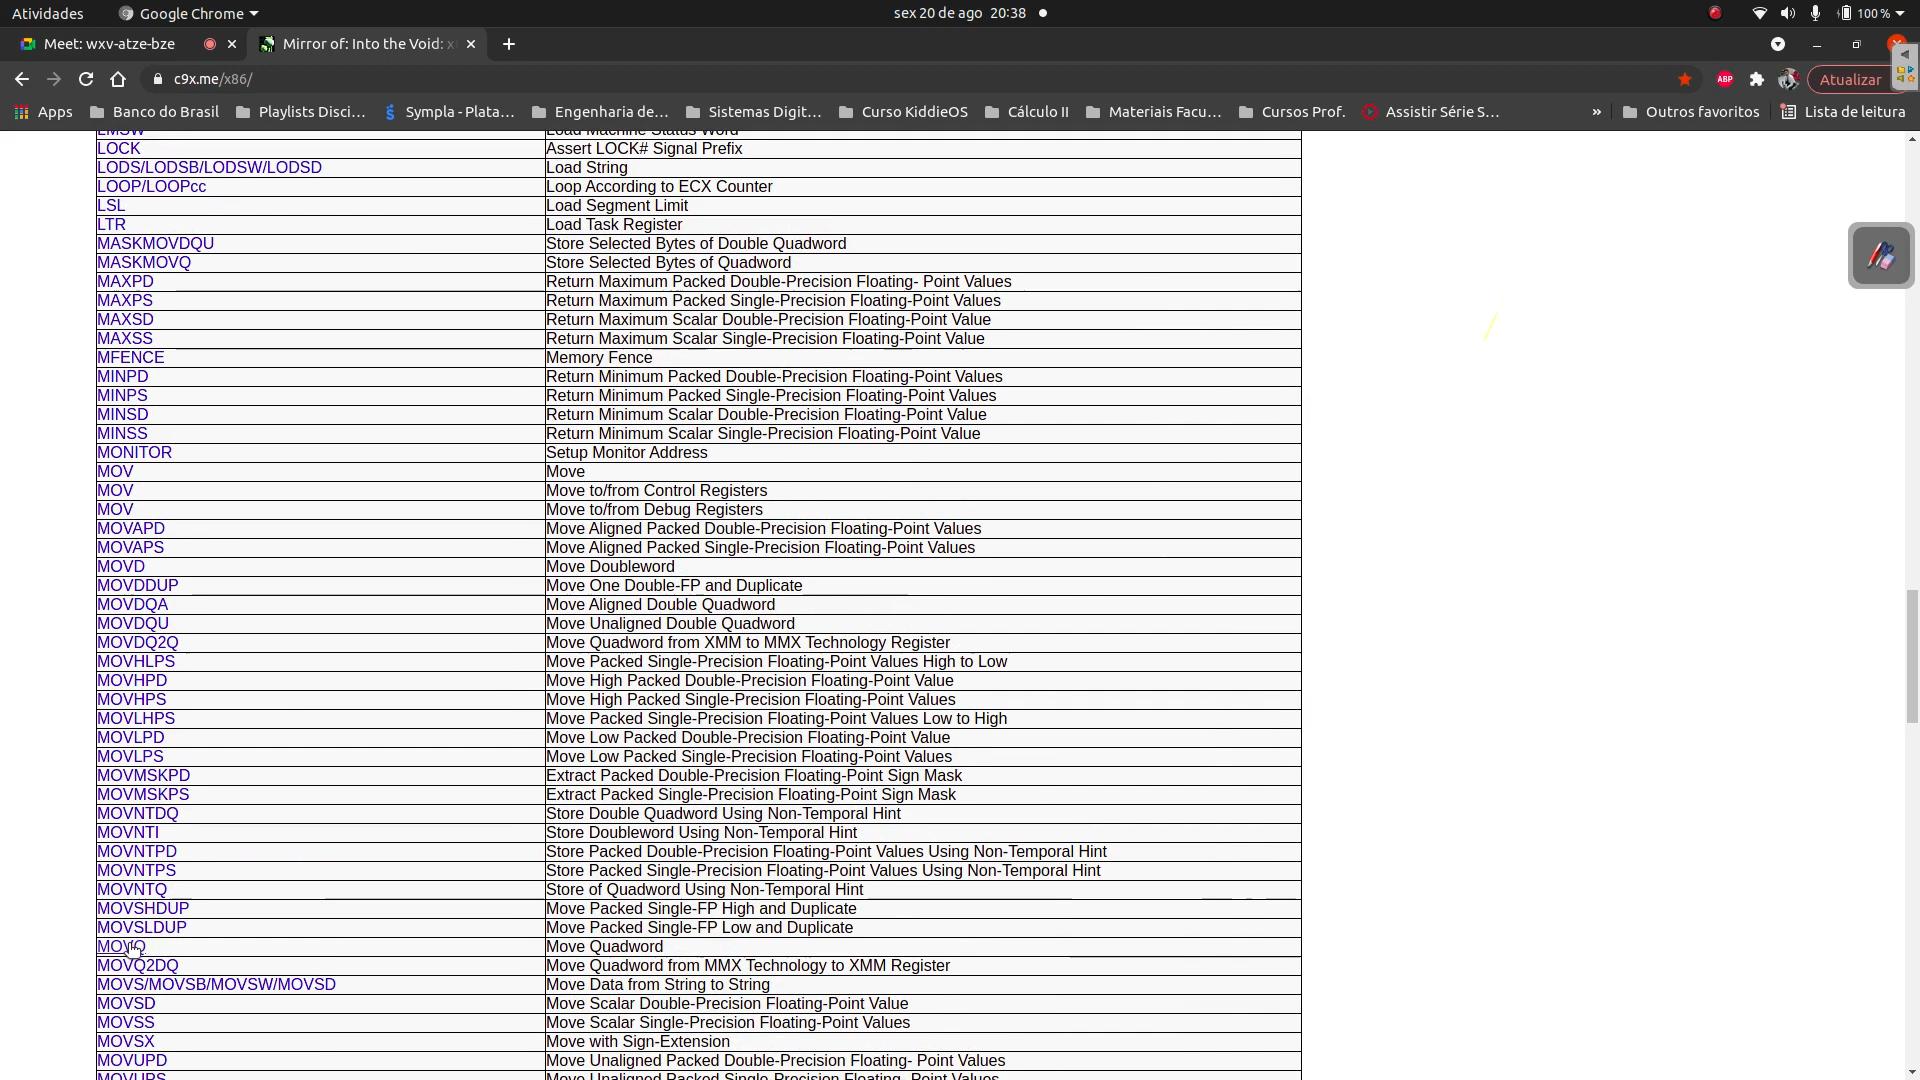 Atividades Google Chrome sex 20 de ago 20:38 100 %
Meet: wxv-atze-bze Mirror of: Into the Void: x
c9x.me/x86/ ABP Atualizar
Apps Banco do Brasil Playlists Disci… Sympla - Plata… Engenharia de… Sistemas Digit… Curso KiddieOS Cálculo II Materiais Facu… Cursos Prof. Assistir Série S… » Outros favoritos Lista de leitura
LMSW Load Machine Status Word
LOCK Assert LOCK# Signal Prefix
LODS/LODSB/LODSW/LODSD Load String
LOOP/LOOPcc Loop According to ECX Counter
LSL Load Segment Limit
LTR Load Task Register
MASKMOVDQU Store Selected Bytes of Double Quadword
MASKMOVQ Store Selected Bytes of Quadword
MAXPD Return Maximum Packed Double-Precision Floating- Point Values
MAXPS Return Maximum Packed Single-Precision Floating-Point Values
MAXSD Return Maximum Scalar Double-Precision Floating-Point Value
MAXSS Return Maximum Scalar Single-Precision Floating-Point Value
MFENCE Memory Fence
MINPD Return Minimum Packed Double-Precision Floating-Point Values
MINPS Return Minimum Packed Single-Precision Floating-Point Values
MINSD Return Minimum Scalar Double-Precision Floating-Point Value
MINSS Return Minimum Scalar Single-Precision Floating-Point Value
MONITOR Setup Monitor Address
MOV Move
MOV Move to/from Control Registers
MOV Move to/from Debug Registers
MOVAPD Move Aligned Packed Double-Precision Floating-Point Values
MOVAPS Move Aligned Packed Single-Precision Floating-Point Values
MOVD Move Doubleword
MOVDDUP Move One Double-FP and Duplicate
MOVDQA Move Aligned Double Quadword
MOVDQU Move Unaligned Double Quadword
MOVDQ2Q Move Quadword from XMM to MMX Technology Register
MOVHLPS Move Packed Single-Precision Floating-Point Values High to Low
MOVHPD Move High Packed Double-Precision Floating-Point Value
MOVHPS Move High Packed Single-Precision Floating-Point Values
MOVLHPS Move Packed Single-Precision Floating-Point Values Low to High
MOVLPD Move Low Packed Double-Precision Floating-Point Value
MOVLPS Move Low Packed Single-Precision Floating-Point Values
MOVMSKPD Extract Packed Double-Precision Floating-Point Sign Mask
MOVMSKPS Extract Packed Single-Precision Floating-Point Sign Mask
MOVNTDQ Store Double Quadword Using Non-Temporal Hint
MOVNTI Store Doubleword Using Non-Temporal Hint
MOVNTPD Store Packed Double-Precision Floating-Point Values Using Non-Temporal Hint
MOVNTPS Store Packed Single-Precision Floating-Point Values Using Non-Temporal Hint
MOVNTQ Store of Quadword Using Non-Temporal Hint
MOVSHDUP Move Packed Single-FP High and Duplicate
MOVSLDUP Move Packed Single-FP Low and Duplicate
MOVQ Move Quadword
MOVQ2DQ Move Quadword from MMX Technology to XMM Register
MOVS/MOVSB/MOVSW/MOVSD Move Data from String to String
MOVSD Move Scalar Double-Precision Floating-Point Value
MOVSS Move Scalar Single-Precision Floating-Point Values
MOVSX Move with Sign-Extension
MOVUPD Move Unaligned Packed Double-Precision Floating- Point Values
MOVUPS Move Unaligned Packed Single-Precision Floating- Point Values